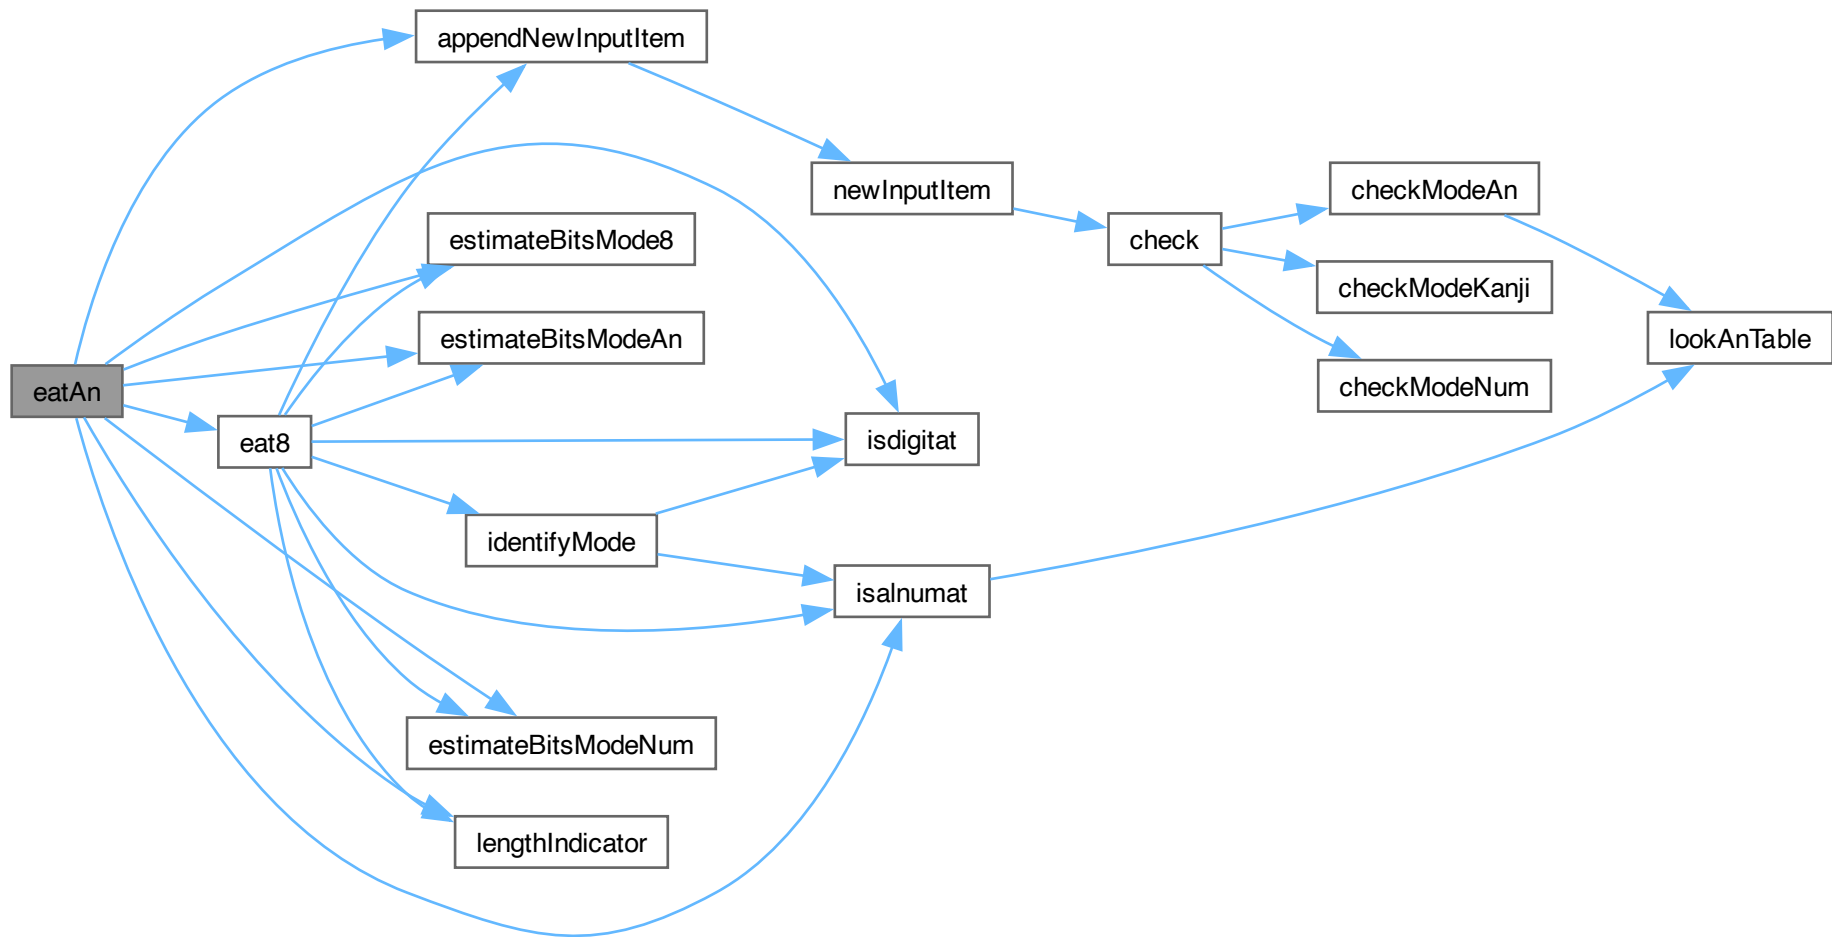 appendNewInputItem
newInputItem
checkModeAn
estimateBitsMode8
check
checkModeKanji
estimateBitsModeAn
lookAnTable
eatAn
checkModeNum
eat8
isdigitat
identifyMode
isalnumat
estimateBitsModeNum
lengthIndicator